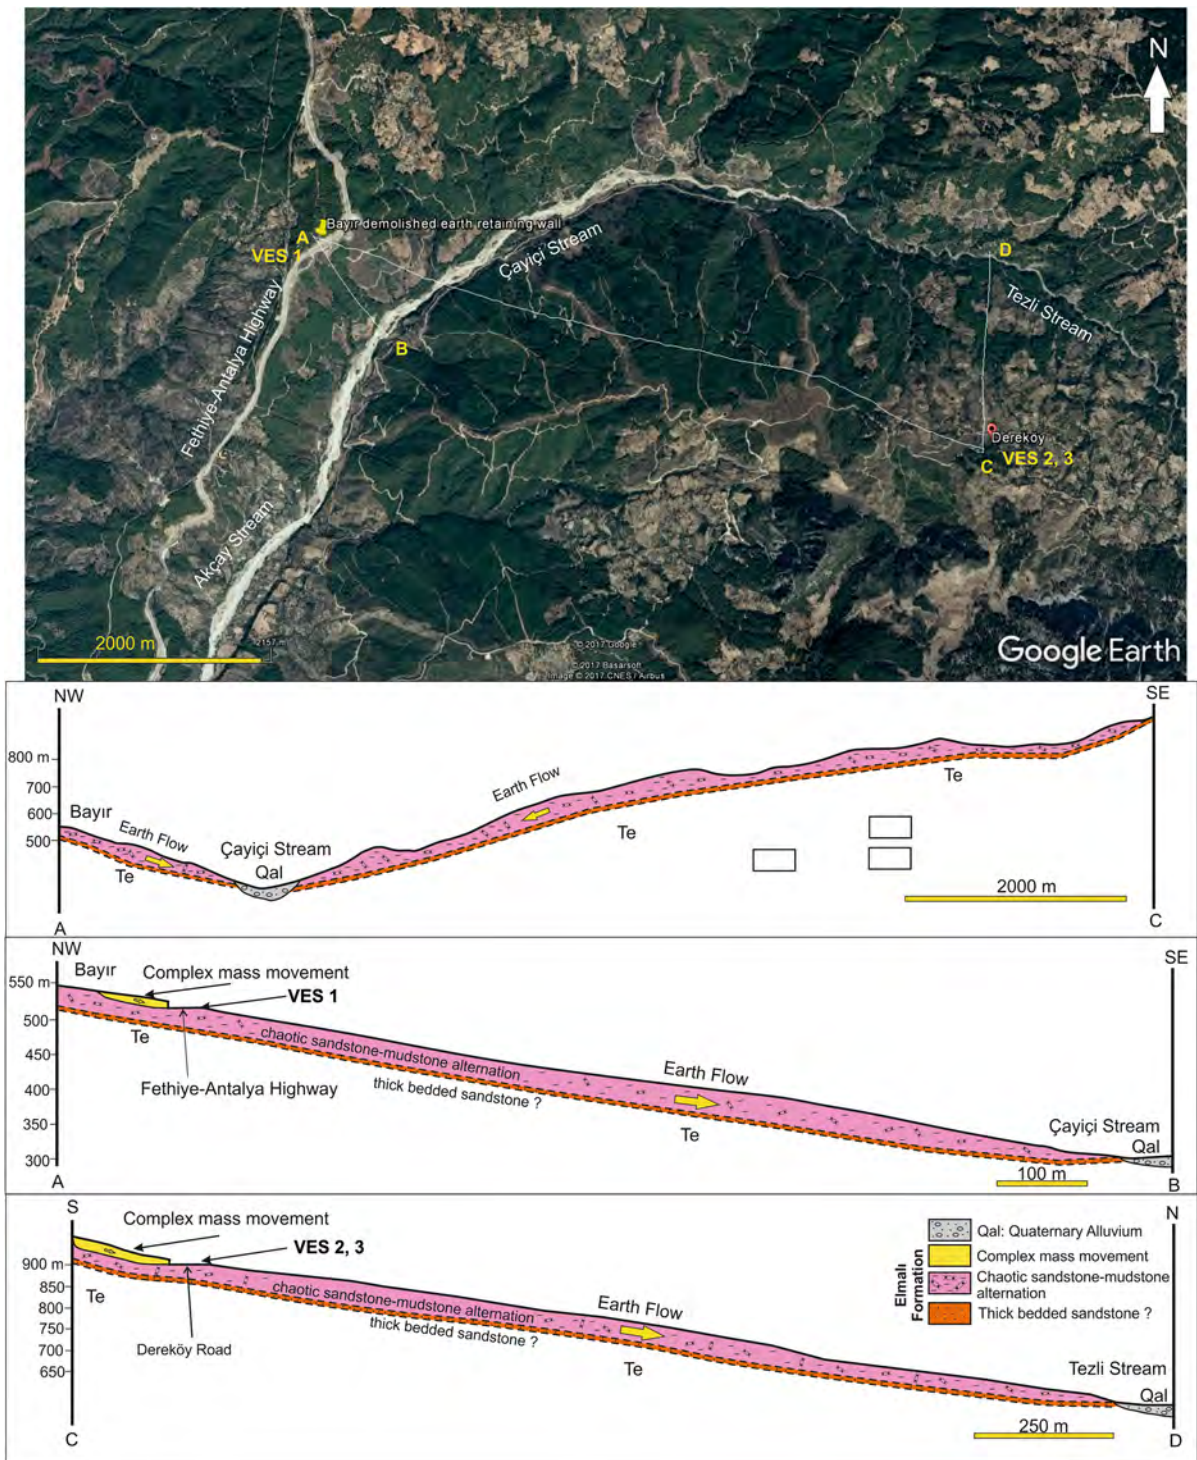 N
Bayır demolished earth retaining wall
A
VES 1
Çayiçi Stream
D
Tezli Stream
Fethiye-Antalya Highway
B
Dereköy
C
VES 2, 3
Akçay Stream
2000 m
2157 m
© 2017 Google
© 2017 Basarsoft
Image © 2017 CNES / Airbus
Google Earth
NW
SE
800 m
700
600
500
Bayır
Earth Flow
Çayiçi Stream
Qal
Te
Earth Flow
Te
Te
2000 m
A
C
NW
SE
Bayır
Complex mass movement
VES 1
550 m
500
450
400
350
300
Te
chaotic sandstone-mudstone alternation
Fethiye-Antalya Highway
thick bedded sandstone ?
Earth Flow
Te
Çayiçi Stream
Qal
100 m
A
B
S
N
Complex mass movement
VES 2, 3
900 m
850
800
750
700
650
Te
chaotic sandstone-mudstone alternation
thick bedded sandstone ?
Dereköy Road
Earth Flow
Te
Tezli Stream
Qal
250 m
C
D
Qal: Quaternary Alluvium
Complex mass movement
Elmalı
Formation
Chaotic sandstone-mudstone
alternation
Thick bedded sandstone ?